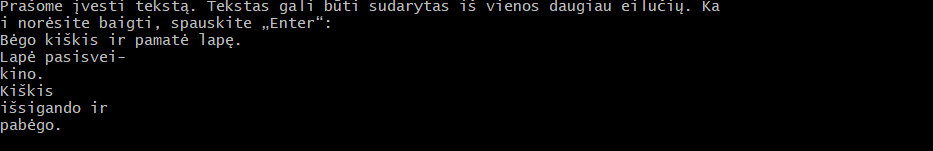 Prašome įvesti tekstą. Tekstas gali būti sudarytas iš vienos daugiau eilučių. Ka
i norėsite baigti, spauskite „Enter“:
Bėgo kiškis ir pamatė lapę.
Lapė pasisvei-
kino.
Kiškis
išsigando ir
pabėgo.